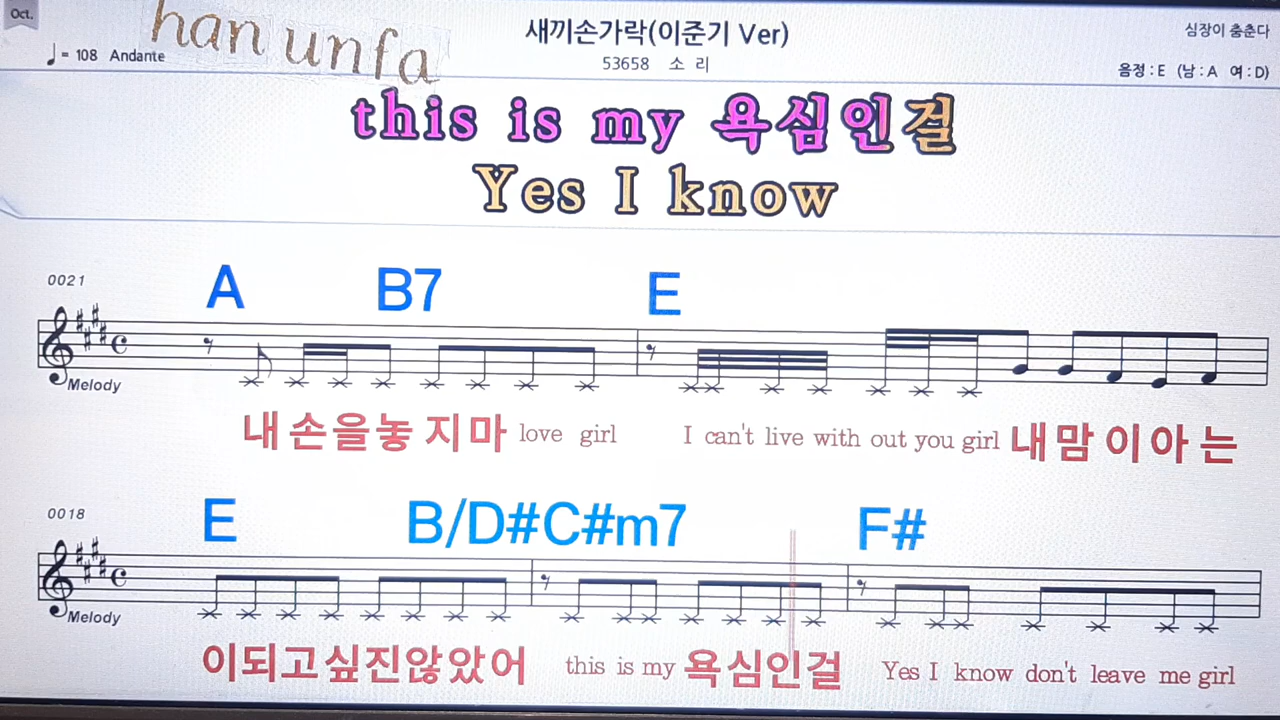 Oct.
han unfa
새끼손가락(이준기 Ver)
심장이 춤춘다
♩= 108 Andante
53658 소 리
음정 : E (남 : A 여 : D)
this is my 욕심인걸
Yes I know
0021
A B7 E
Melody
내 손을놓 지마 love girl I can't live with out you girl 내 맘 이아 는
0018
E B/D# C#m7 F#
Melody
이되고싶진않았어 this is my 욕심인걸 Yes I know don't leave me girl